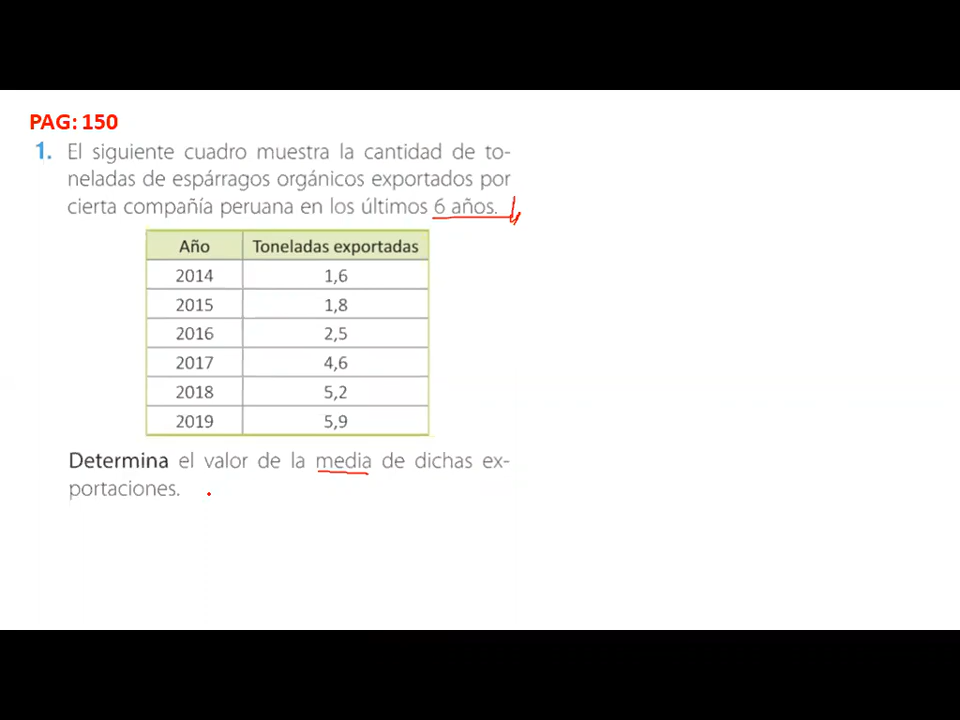 PAG: 150
1. El siguiente cuadro muestra la cantidad de to-
neladas de espárragos orgánicos exportados por
cierta compañía peruana en los últimos 6 años.
Año Toneladas exportadas
2014 1,6
2015 1,8
2016 2,5
2017 4,6
2018 5,2
2019 5,9
Determina el valor de la media de dichas ex-
portaciones.